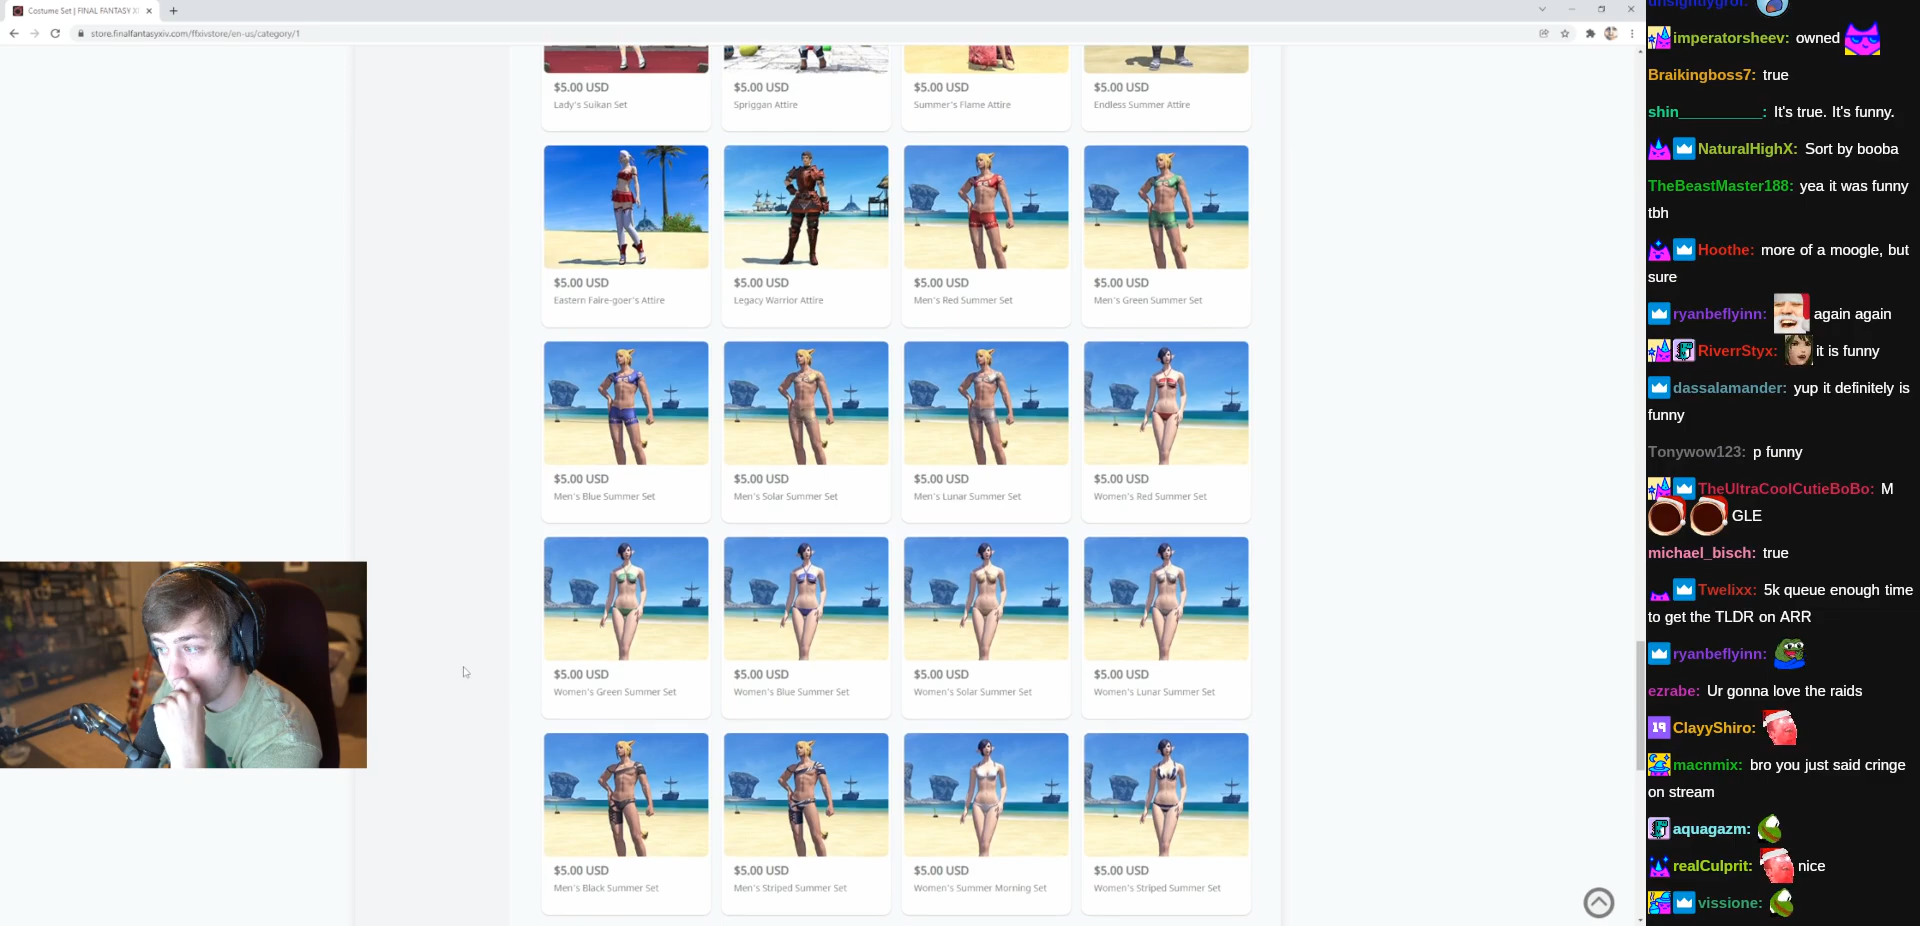 Costume Set | FINAL FANTASY XI
store.finalfantasyxiv.com/ffxivstore/en-us/category/1
$5.00 USD
Lady's Suikan Set
$5.00 USD
Spriggan Attire
$5.00 USD
Summer's Flame Attire
$5.00 USD
Endless Summer Attire
$5.00 USD
Eastern Faire-goer's Attire
$5.00 USD
Legacy Warrior Attire
$5.00 USD
Men's Red Summer Set
$5.00 USD
Men's Green Summer Set
$5.00 USD
Men's Blue Summer Set
$5.00 USD
Men's Solar Summer Set
$5.00 USD
Men's Lunar Summer Set
$5.00 USD
Women's Red Summer Set
$5.00 USD
Women's Green Summer Set
$5.00 USD
Women's Blue Summer Set
$5.00 USD
Women's Solar Summer Set
$5.00 USD
Women's Lunar Summer Set
$5.00 USD
Men's Black Summer Set
$5.00 USD
Men's Striped Summer Set
$5.00 USD
Women's Summer Morning Set
$5.00 USD
Women's Striped Summer Set
imperatorsheev: owned
Braikingboss7: true
shin__________: It's true. It's funny.
NaturalHighX: Sort by booba
TheBeastMaster188: yea it was funny
tbh
Hoothe: more of a moogle, but
sure
ryanbeflyinn: again again
RiverrStyx: it is funny
dassalamander: yup it definitely is
funny
Tonywow123: p funny
TheUltraCoolCutieBoBo: M
GLE
michael_bisch: true
Twelixx: 5k queue enough time
to get the TLDR on ARR
ryanbeflyinn:
ezrabe: Ur gonna love the raids
19 ClayyShiro:
macnmix: bro you just said cringe
on stream
aquagazm:
realCulprit: nice
vissione: